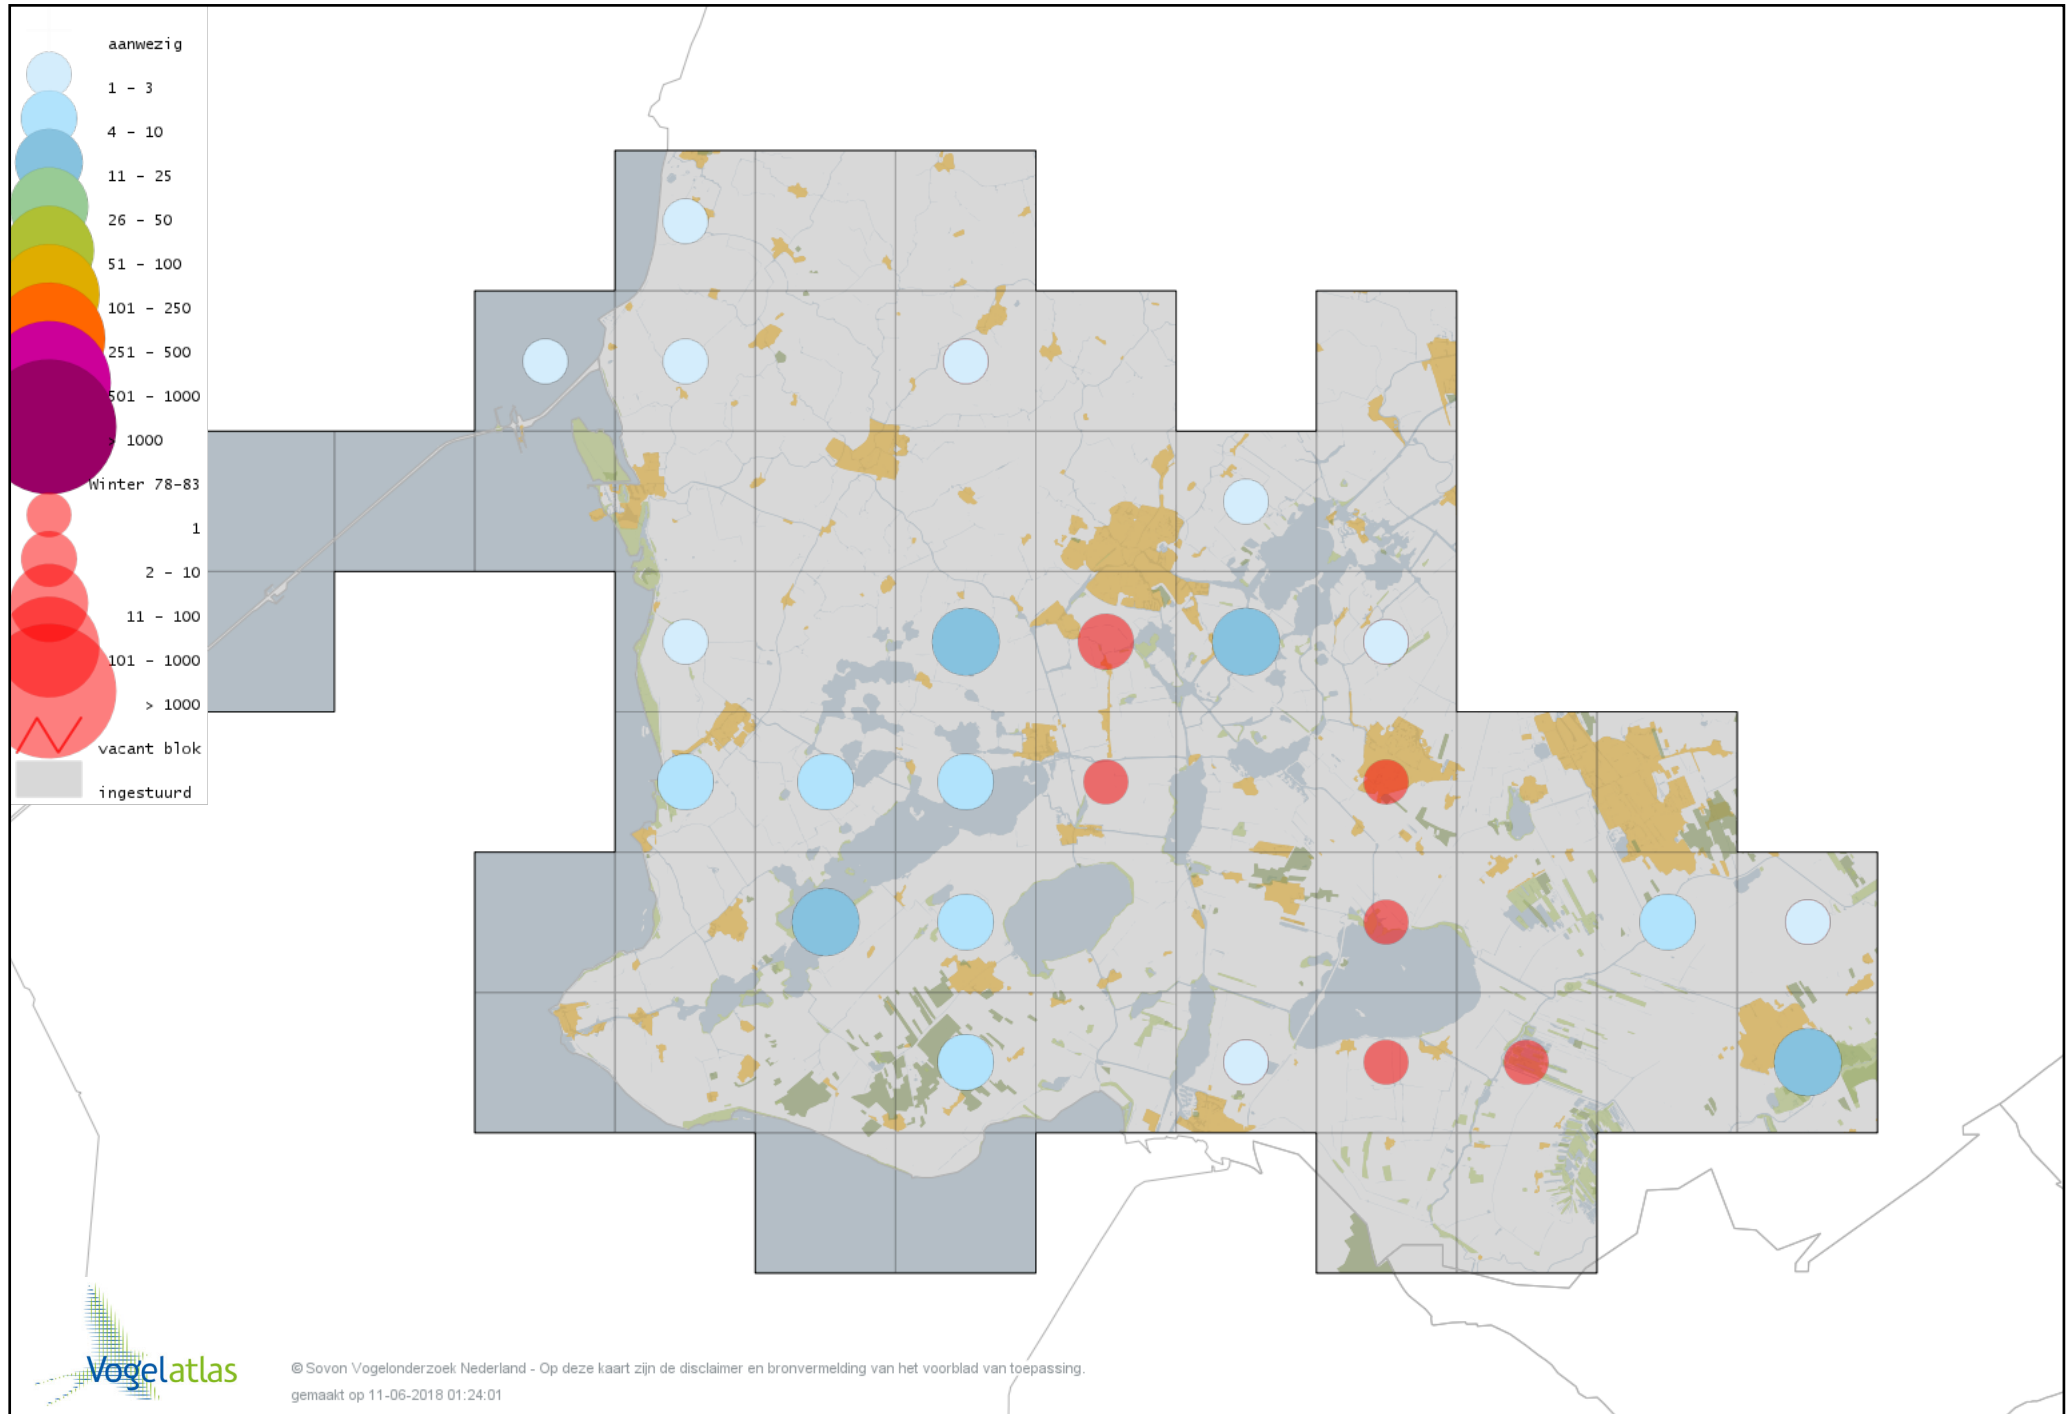 aanwezig
1 - 3
4 - 10
11 - 25
26 - 50
51 - 100
101 - 250
251 - 500
501 - 1000
> 1000
Winter 78-83
1
2 - 10
11 - 100
101 - 1000
> 1000
vacant blok
ingestuurd
Vogelatlas
© Sovon Vogelonderzoek Nederland - Op deze kaart zijn de disclaimer en bronvermelding van het voorblad van toepassing.
gemaakt op 11-06-2018 01:24:01